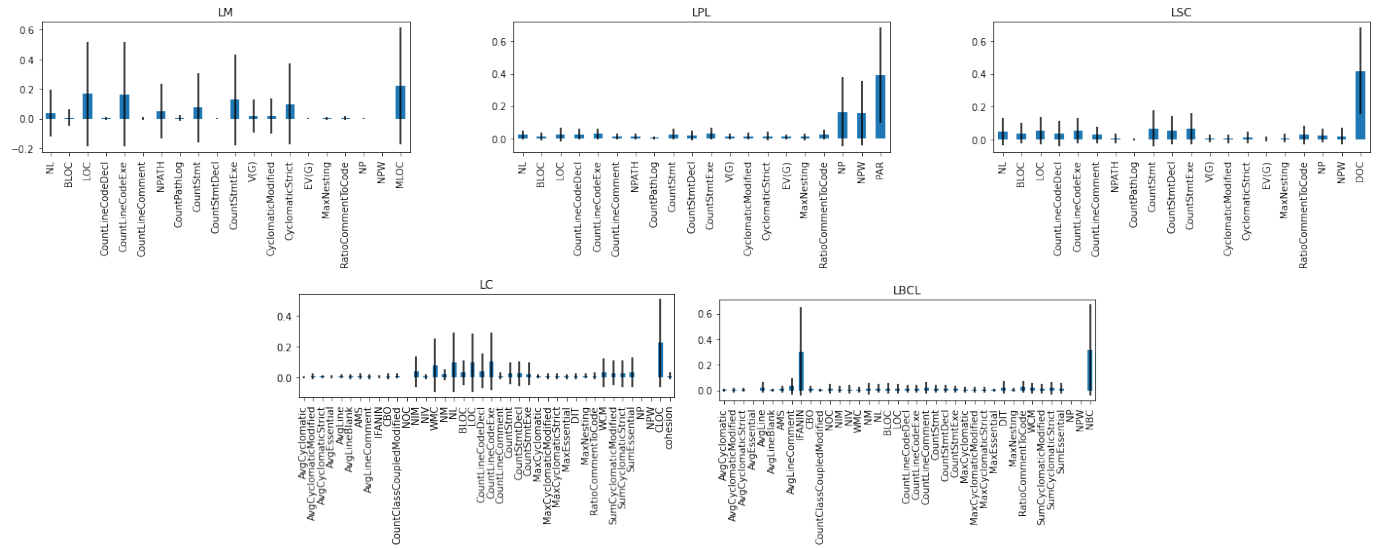 LM
0.6
0.4
0.2
0.0
−0.2
NL
BLOC
LOC
CountLineCodeDecl
CountLineCodeExe
CountLineComment
NPATH
CountPathLog
CountStmt
CountStmtDecl
CountStmtExe
V(G)
CyclomaticModified
CyclomaticStrict
EV(G)
MaxNesting
RatioCommentToCode
NP
NPW
MLOC
LPL
0.8
0.6
0.4
0.2
0.0
NL
BLOC
LOC
CountLineCodeDecl
CountLineCodeExe
CountLineComment
NPATH
CountPathLog
CountStmt
CountStmtDecl
CountStmtExe
V(G)
CyclomaticModified
CyclomaticStrict
EV(G)
MaxNesting
RatioCommentToCode
NP
NPW
PAR
LSC
0.8
0.6
0.4
0.2
0.0
NL
BLOC
LOC
CountLineCodeDecl
CountLineCodeExe
CountLineComment
NPATH
CountPathLog
CountStmt
CountStmtDecl
CountStmtExe
V(G)
CyclomaticModified
CyclomaticStrict
EV(G)
MaxNesting
RatioCommentToCode
NP
NPW
DOC
LC
0.4
0.2
0.0
AvgCyclomatic
AvgCyclomaticModified
AvgCyclomaticStrict
AvgEssential
AvgLine
AvgLineBlank
AMS
AvgLineComment
IFANIN
CBO
CountClassCoupledModified
NOC
NIM
NIV
WMC
NM
NL
BLOC
LOC
CountLineCodeDecl
CountLineCodeExe
CountLineComment
CountStmt
CountStmtDecl
CountStmtExe
MaxCyclomatic
MaxCyclomaticModified
MaxCyclomaticStrict
MaxEssential
DIT
MaxNesting
RatioCommentToCode
WCM
SumCyclomaticModified
SumCyclomaticStrict
SumEssential
NP
NPW
CLOC
cohesion
LBCL
0.6
0.4
0.2
0.0
AvgCyclomatic
AvgCyclomaticModified
AvgCyclomaticStrict
AvgEssential
AvgLine
AvgLineBlank
AMS
AvgLineComment
IFANIN
CBO
CountClassCoupledModified
NOC
NIM
NIV
WMC
NM
NL
BLOC
LOC
CountLineCodeDecl
CountLineCodeExe
CountLineComment
CountStmt
CountStmtDecl
CountStmtExe
MaxCyclomatic
MaxCyclomaticModified
MaxCyclomaticStrict
MaxEssential
DIT
MaxNesting
RatioCommentToCode
WCM
SumCyclomaticModified
SumCyclomaticStrict
SumEssential
NP
NPW
NBC